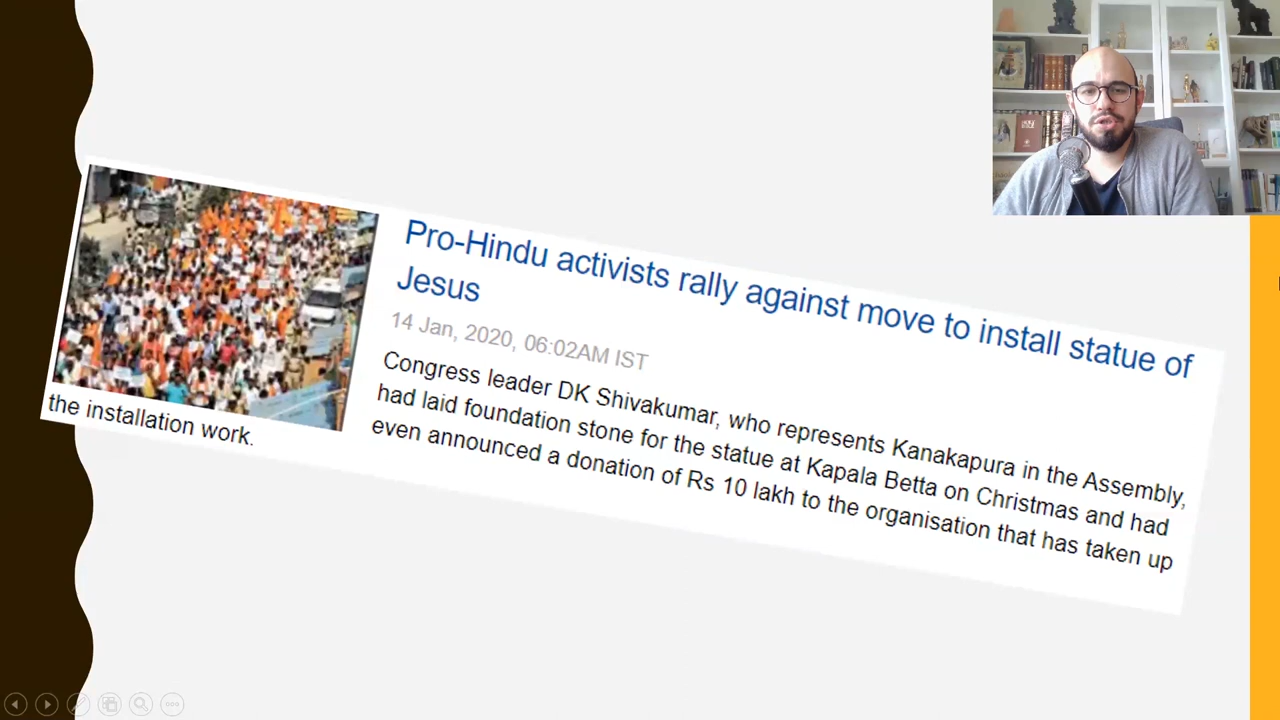 Pro-Hindu activists rally against move to install statue of
Jesus
14 Jan, 2020, 06:02AM IST
Congress leader DK Shivakumar, who represents Kanakapura in the Assembly,
had laid foundation stone for the statue at Kapala Betta on Christmas and had
even announced a donation of Rs 10 lakh to the organisation that has taken up
the installation work.
HOLY